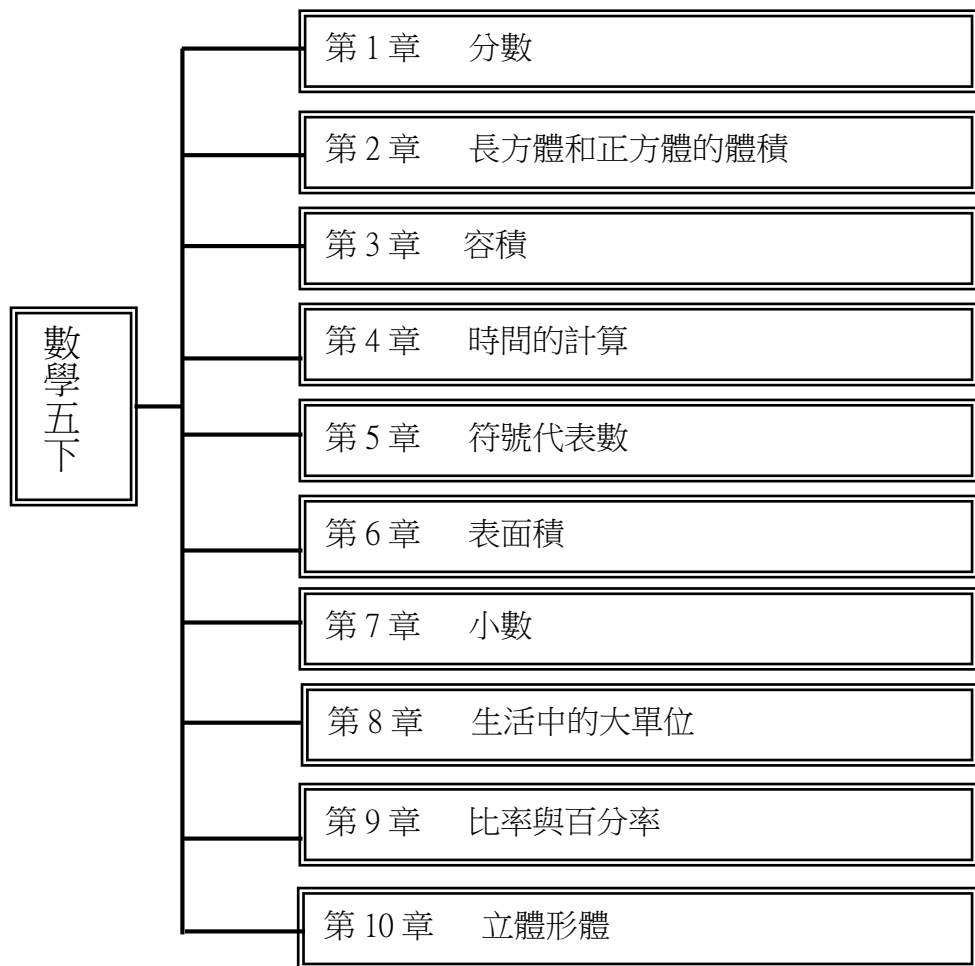 數學五下
第 1 章 分數
第 2 章 長方體和正方體的體積
第 3 章 容積
第 4 章 時間的計算
第 5 章 符號代表數
第 6 章 表面積
第 7 章 小數
第 8 章 生活中的大單位
第 9 章 比率與百分率
第 10 章 立體形體